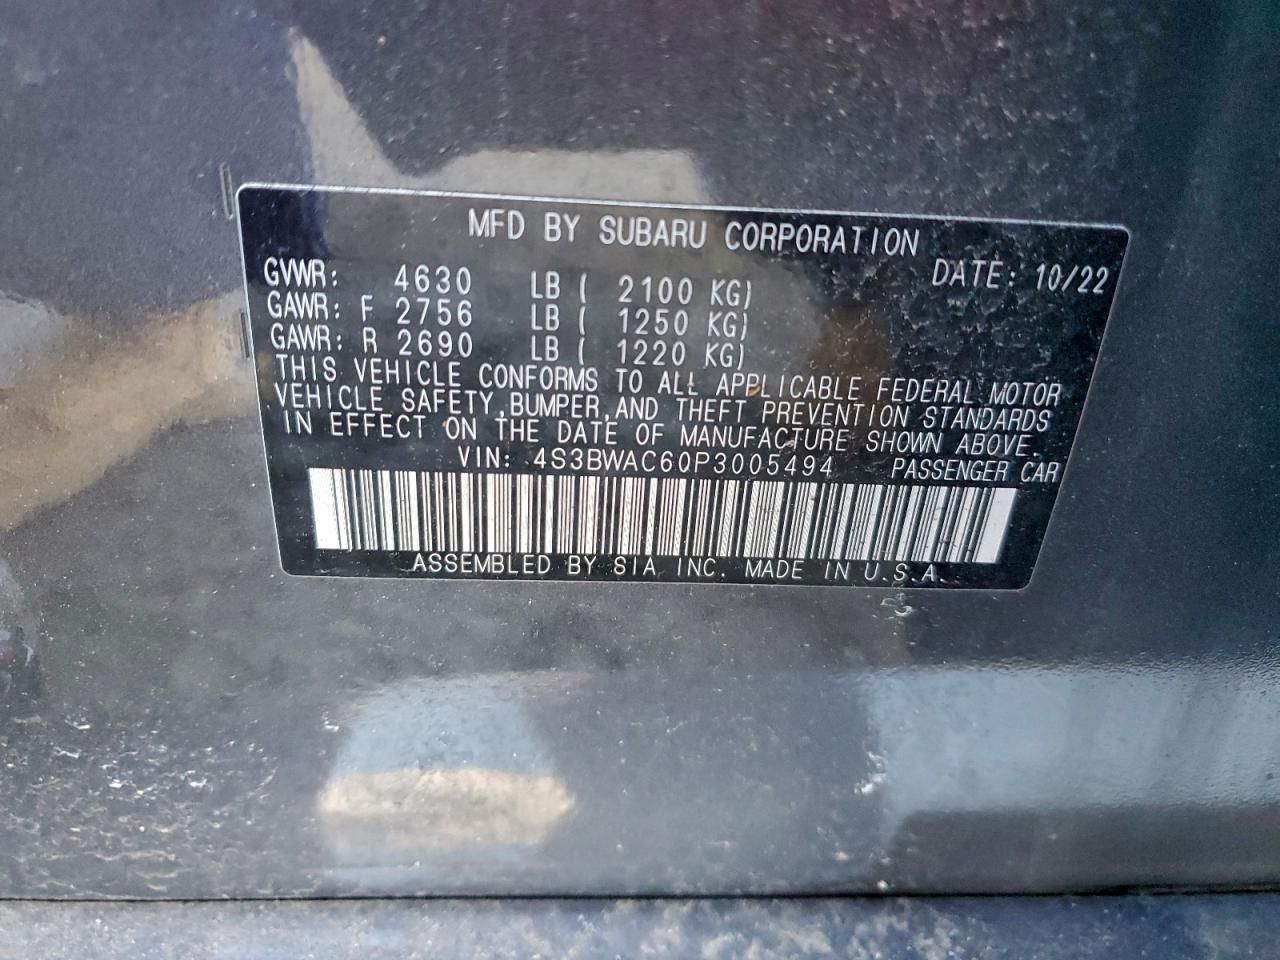 MFD BY SUBARU CORPORATION
GVWR: 4630 LB ( 2100 KG) DATE: 10/22
GAWR: F 2756 LB ( 1250 KG)
GAWR: R 2690 LB ( 1220 KG)
THIS VEHICLE CONFORMS TO ALL APPLICABLE FEDERAL MOTOR
VEHICLE SAFETY, BUMPER, AND THEFT PREVENTION STANDARDS
IN EFFECT ON THE DATE OF MANUFACTURE SHOWN ABOVE.
VIN: 4S3BWAC60P3005494 PASSENGER CAR
ASSEMBLED BY SIA INC. MADE IN U.S.A.